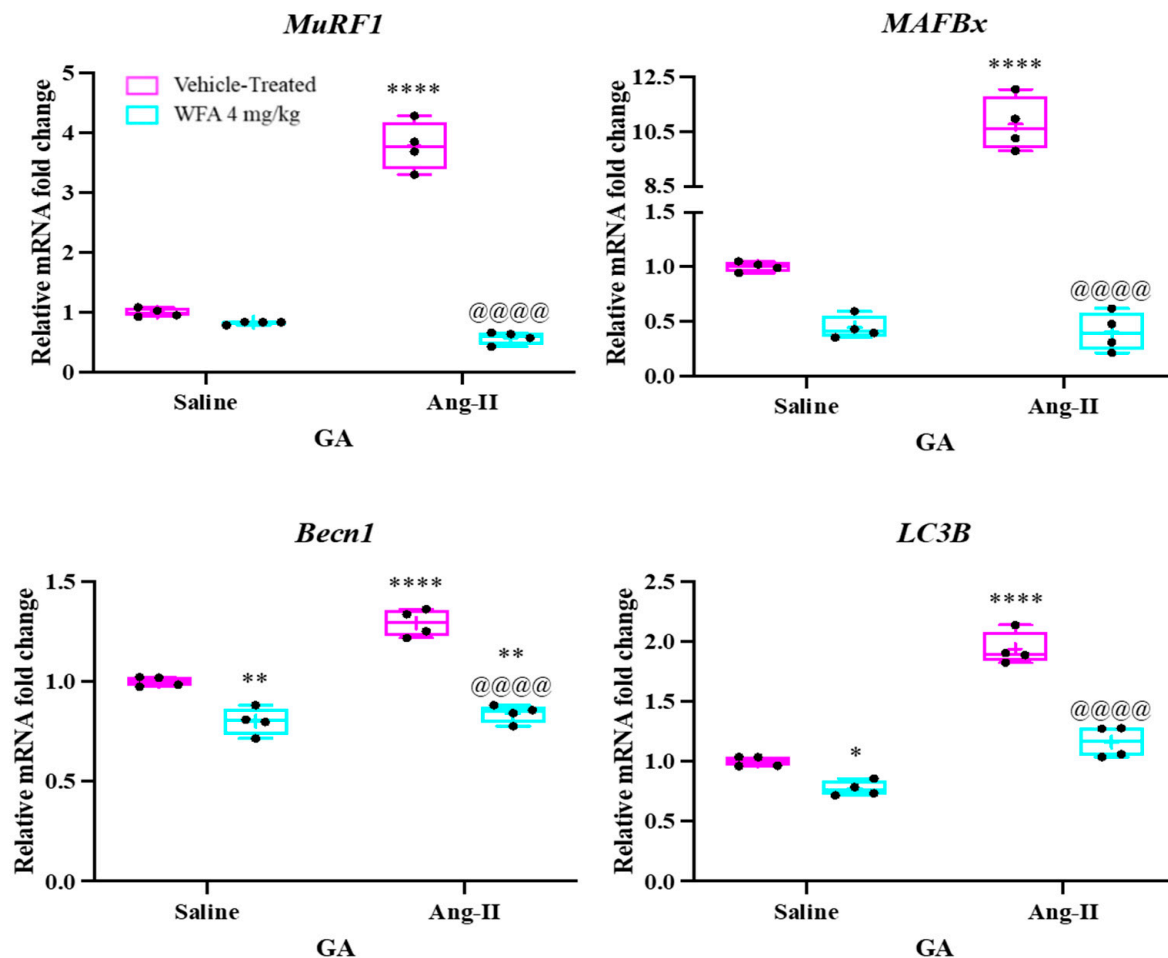 MuRF1
Relative mRNA fold change
5
4
3
2
1
0
Vehicle-Treated
WFA 4 mg/kg
****
@@@@
Saline
Ang-II
GA
MAFBx
Relative mRNA fold change
12.5
10.5
8.5
1.5
1.0
0.5
0.0
****
@@@@
Saline
Ang-II
GA
Becn1
Relative mRNA fold change
1.5
1.0
0.5
0.0
**
****
**
@@@@
Saline
Ang-II
GA
LC3B
Relative mRNA fold change
2.5
2.0
1.5
1.0
0.5
0.0
*
****
@@@@
Saline
Ang-II
GA